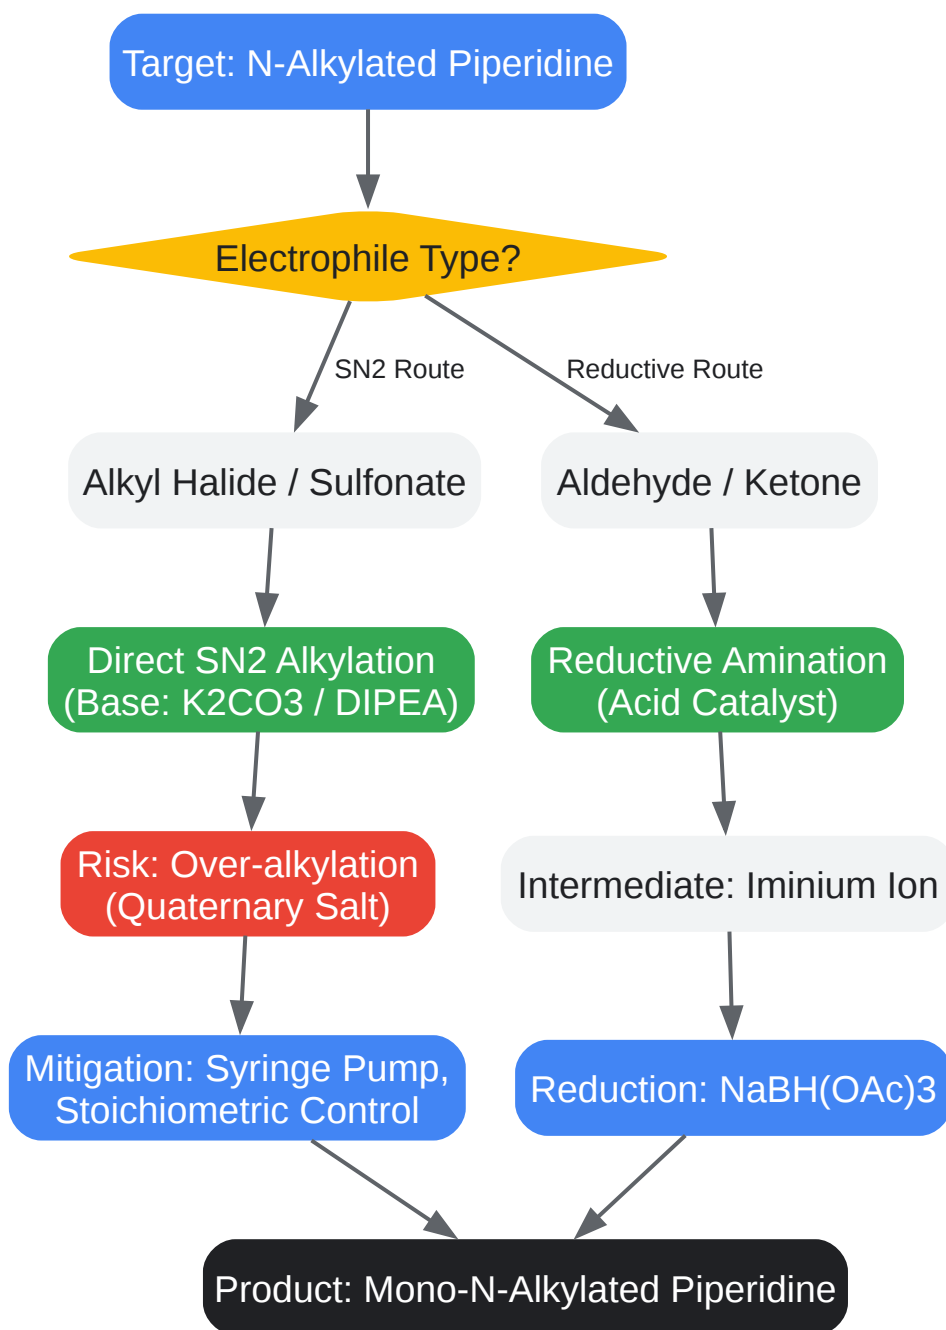 Target: N-Alkylated Piperidine
Electrophile Type?
SN2 Route
Reductive Route
Alkyl Halide / Sulfonate
Aldehyde / Ketone
Direct SN2 Alkylation
(Base: K2CO3 / DIPEA)
Reductive Amination
(Acid Catalyst)
Risk: Over-alkylation
(Quaternary Salt)
Intermediate: Iminium Ion
Mitigation: Syringe Pump,
Stoichiometric Control
Reduction: NaBH(OAc)3
Product: Mono-N-Alkylated Piperidine